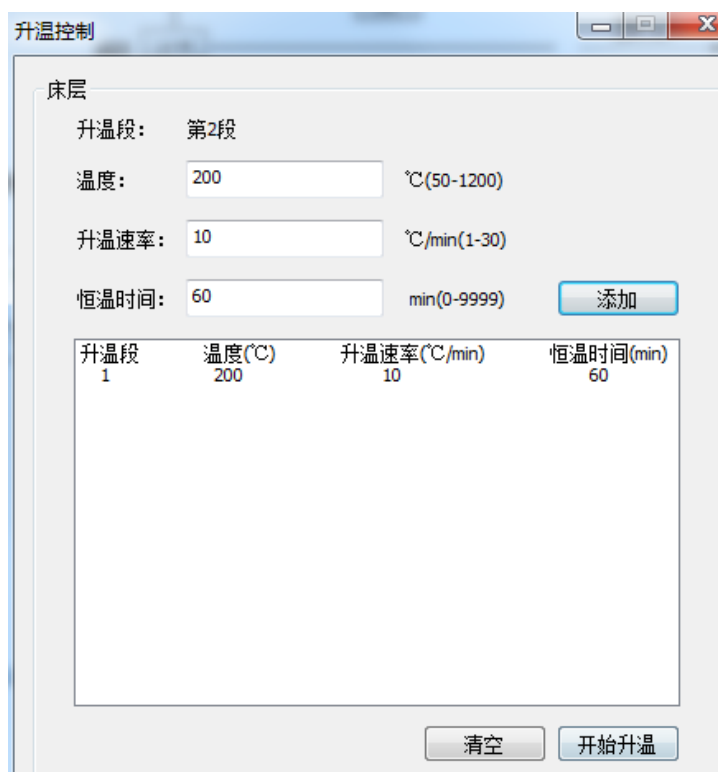 升温控制
床层
升温段： 第2段
温度： 200 ℃(50-1200)
升温速率： 10 ℃/min(1-30)
恒温时间： 60 min(0-9999) 添加
升温段 温度(℃) 升温速率(℃/min) 恒温时间(min)
1 200 10 60
清空 开始升温